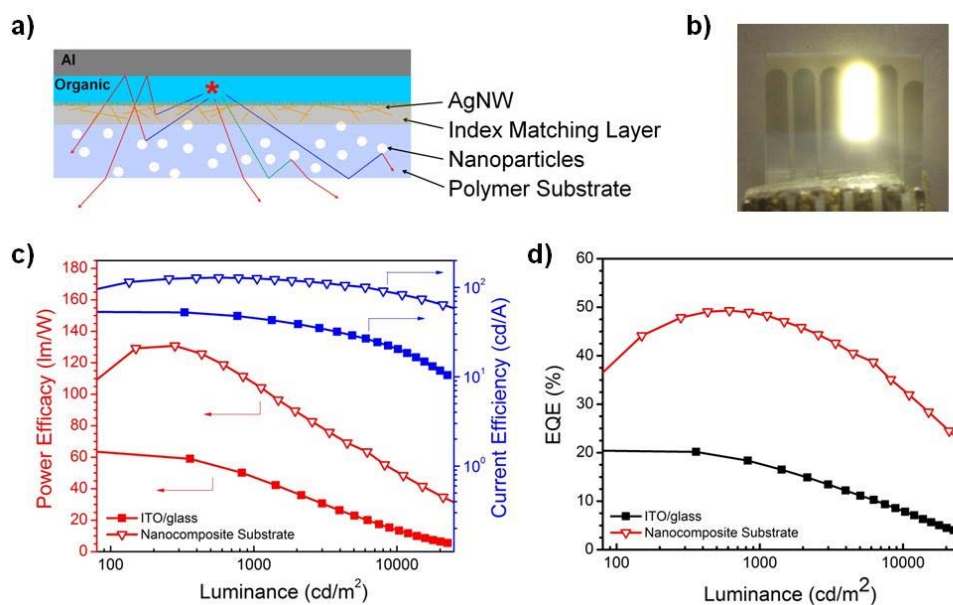 a)
Al
Organic
*
AgNW
Index Matching Layer
Nanoparticles
Polymer Substrate
b)
c)
180
160
140
120
100
80
60
40
20
0
Power Efficacy (lm/W)
10²
10¹
10⁰
Current Efficiency (cd/A)
ITO/glass
Nanocomposite Substrate
100
1000
10000
Luminance (cd/m²)
d)
60
50
40
30
20
10
0
EQE (%)
ITO/glass
Nanocomposite Substrate
100
1000
10000
Luminance (cd/m²)